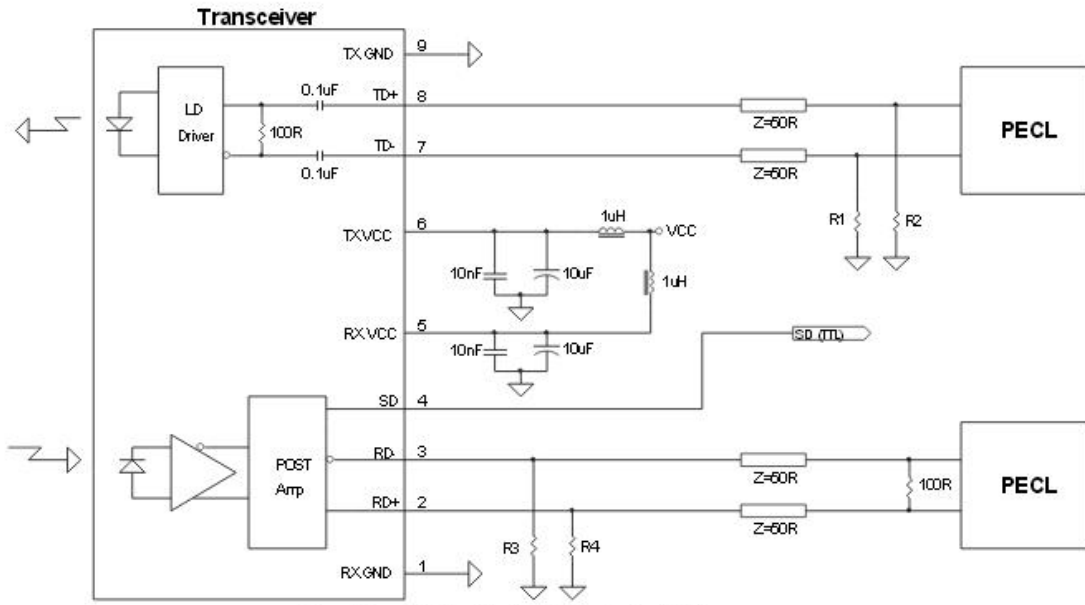 Transceiver
TX.GND 9
0.1uF TD+ 8
LD
Driver
100R
Z=50R
PECL
TD- 7
0.1uF
Z=50R
R1 R2
TXVCC 6
1uH
VCC
10nF 10uF
1uH
RX.VCC 5
10nF 10uF
SD (TTL)
SD 4
POST
Amp
RD- 3
Z=50R
100R
PECL
RD+ 2
Z=50R
R3 R4
RX.GND 1